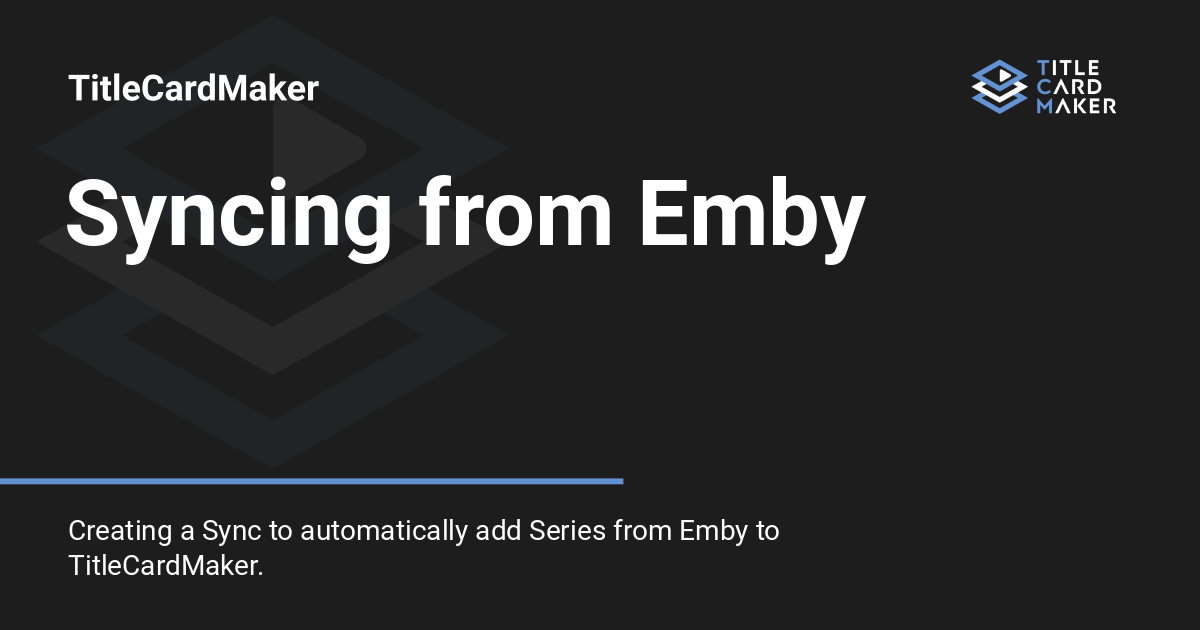 TitleCardMaker
TITLE
CARD
MAKER
Syncing from Emby
Creating a Sync to automatically add Series from Emby to
TitleCardMaker.